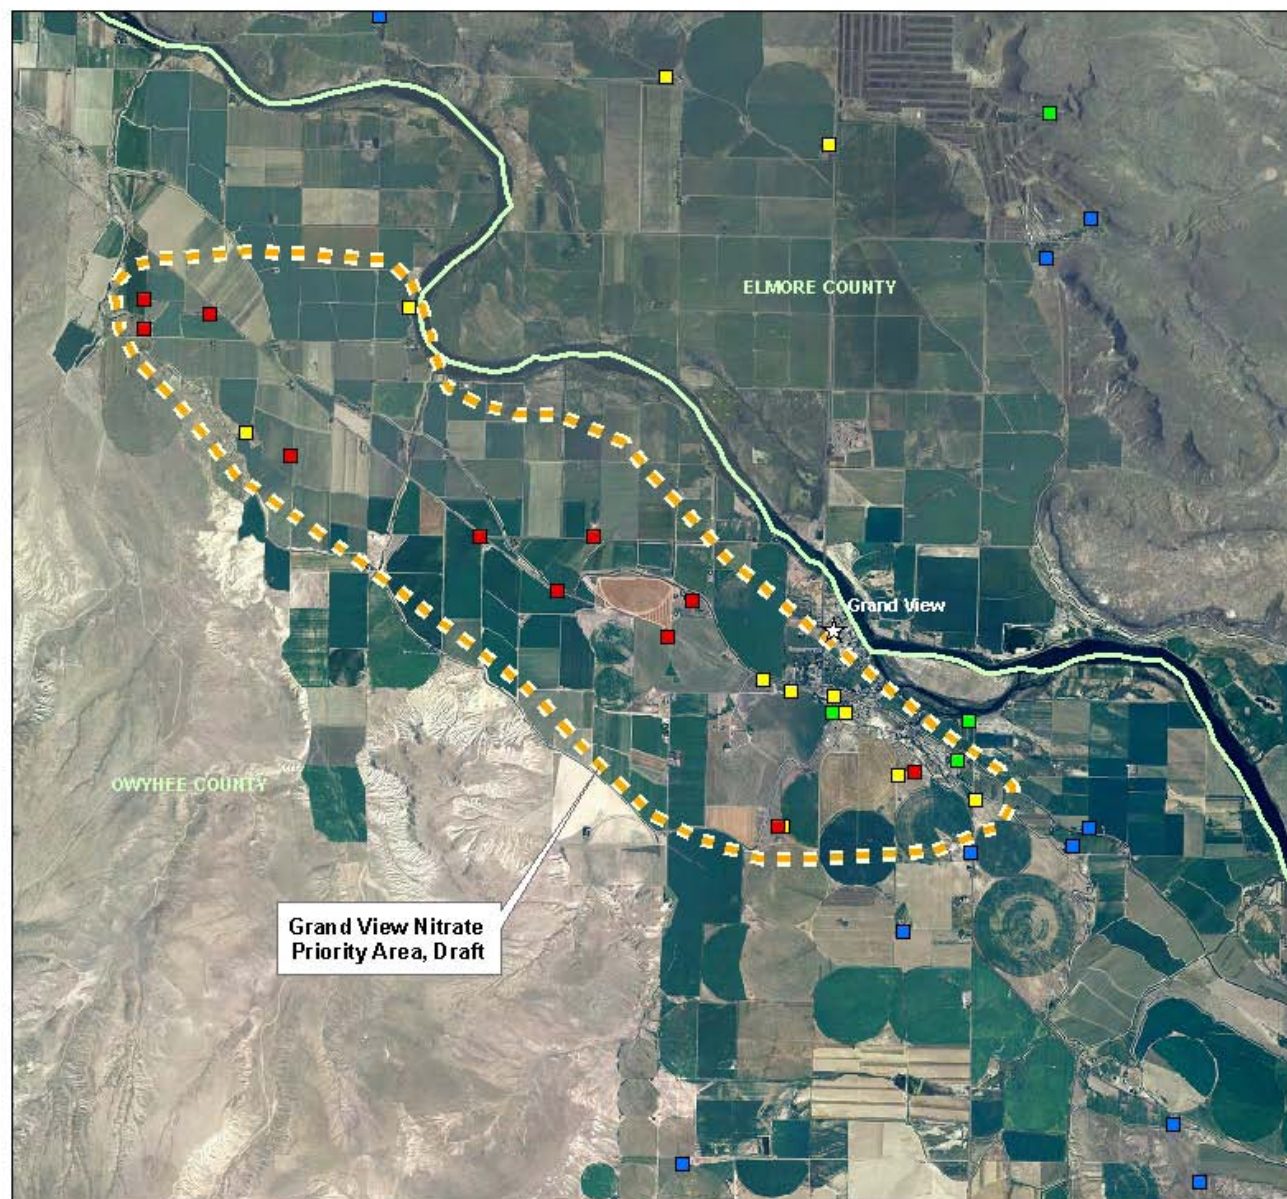 ELMORE COUNTY
Grand View
OWYHEE COUNTY
Grand View Nitrate
Priority Area, Draft